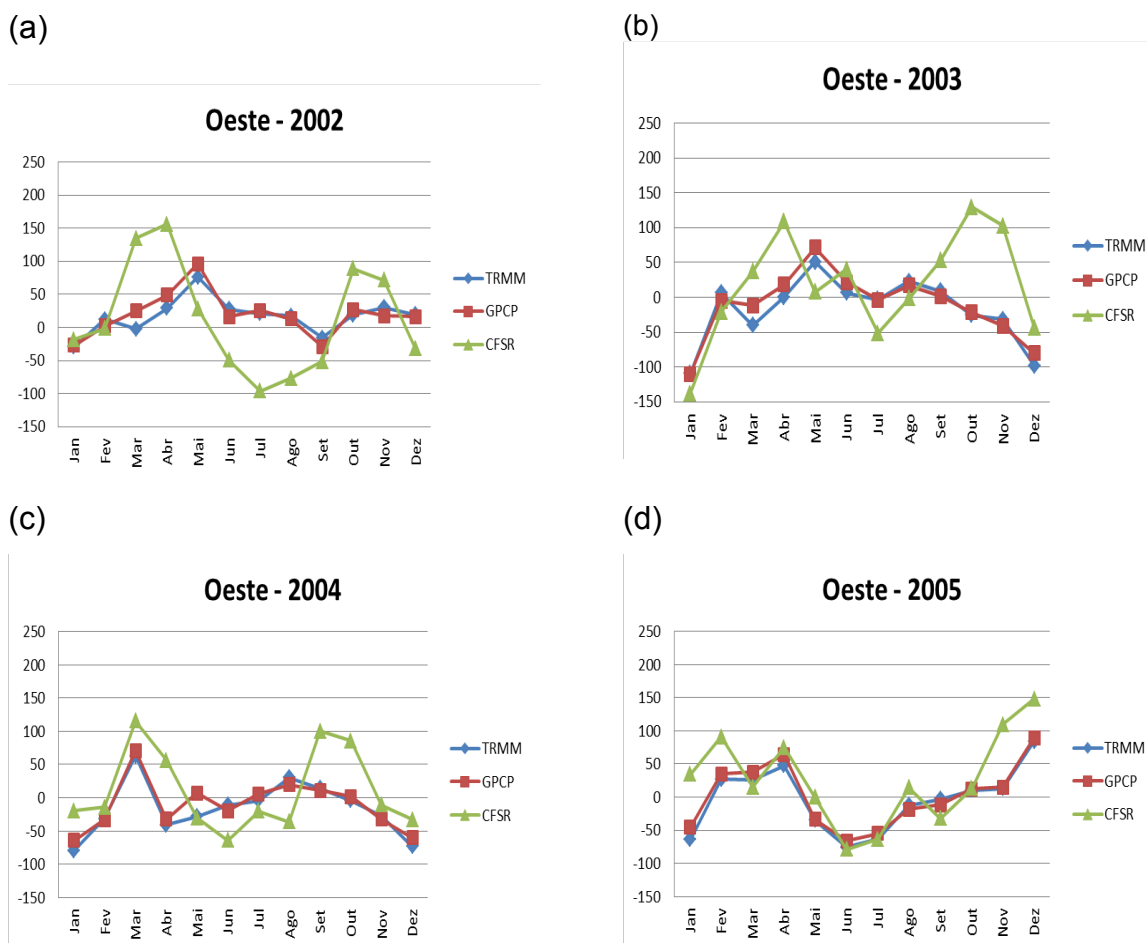 (a)
Oeste - 2002
250
200
150
100
50
0
-50
-100
-150
Jan
Fev
Mar
Abr
Mai
Jun
Jul
Ago
Set
Out
Nov
Dez
TRMM
GPCP
CFSR
(b)
Oeste - 2003
250
200
150
100
50
0
-50
-100
-150
Jan
Fev
Mar
Abr
Mai
Jun
Jul
Ago
Set
Out
Nov
Dez
TRMM
GPCP
CFSR
(c)
Oeste - 2004
250
200
150
100
50
0
-50
-100
-150
Jan
Fev
Mar
Abr
Mai
Jun
Jul
Ago
Set
Out
Nov
Dez
TRMM
GPCP
CFSR
(d)
Oeste - 2005
250
200
150
100
50
0
-50
-100
-150
Jan
Fev
Mar
Abr
Mai
Jun
Jul
Ago
Set
Out
Nov
Dez
TRMM
GPCP
CFSR